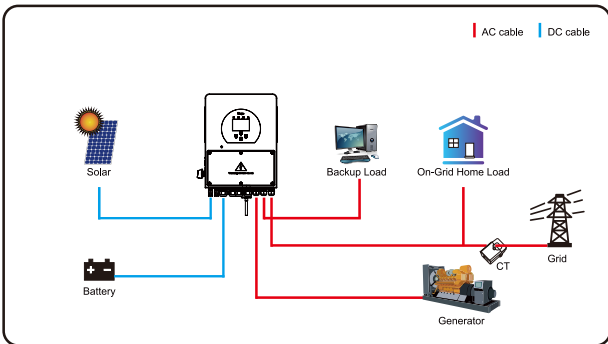 AC cable
DC cable
Solar
Backup Load
On-Grid Home Load
CT
Grid
Battery
Generator